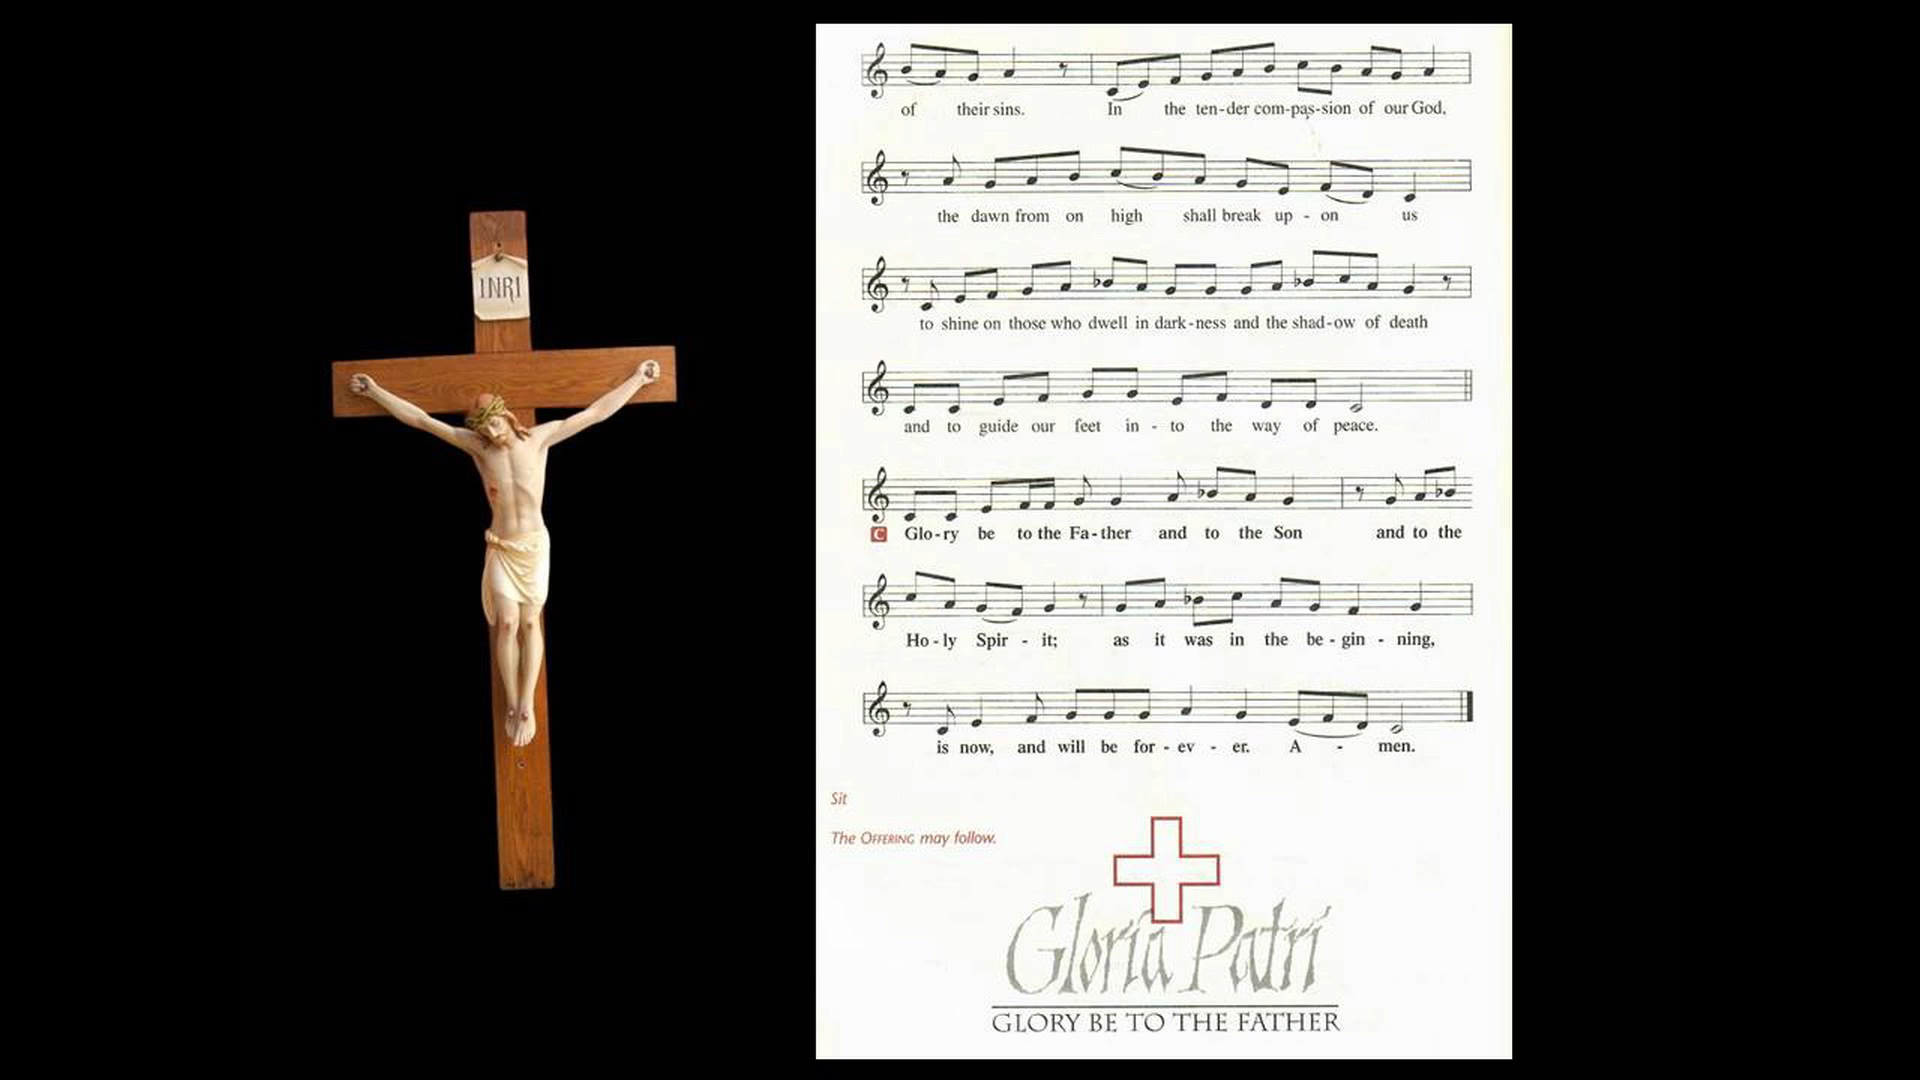 INRI
of their sins. In the ten-der com-pas-sion of our God,
the dawn from on high shall break up - on us
to shine on those who dwell in dark-ness and the shad-ow of death
and to guide our feet in - to the way of peace.
C Glo-ry be to the Fa-ther and to the Son and to the
Ho-ly Spir - it; as it was in the be-gin - ning,
is now, and will be for-ev - er. A - men.
Sit
The OFFERING may follow.
Gloria Patri
GLORY BE TO THE FATHER